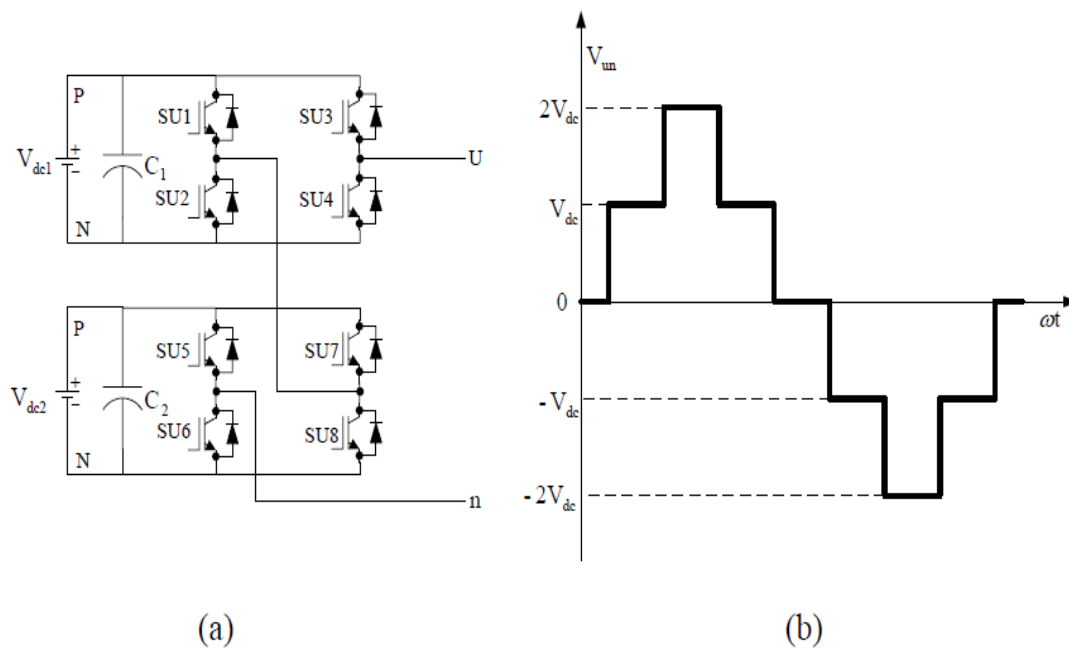 P
SU1
SU3
V_dc1
+
−
C_1
U
SU2
SU4
N
P
SU5
SU7
V_dc2
+
−
C_2
SU6
SU8
N
n
(a)
V_un
2V_dc
V_dc
0
ωt
-V_dc
- 2V_dc
(b)